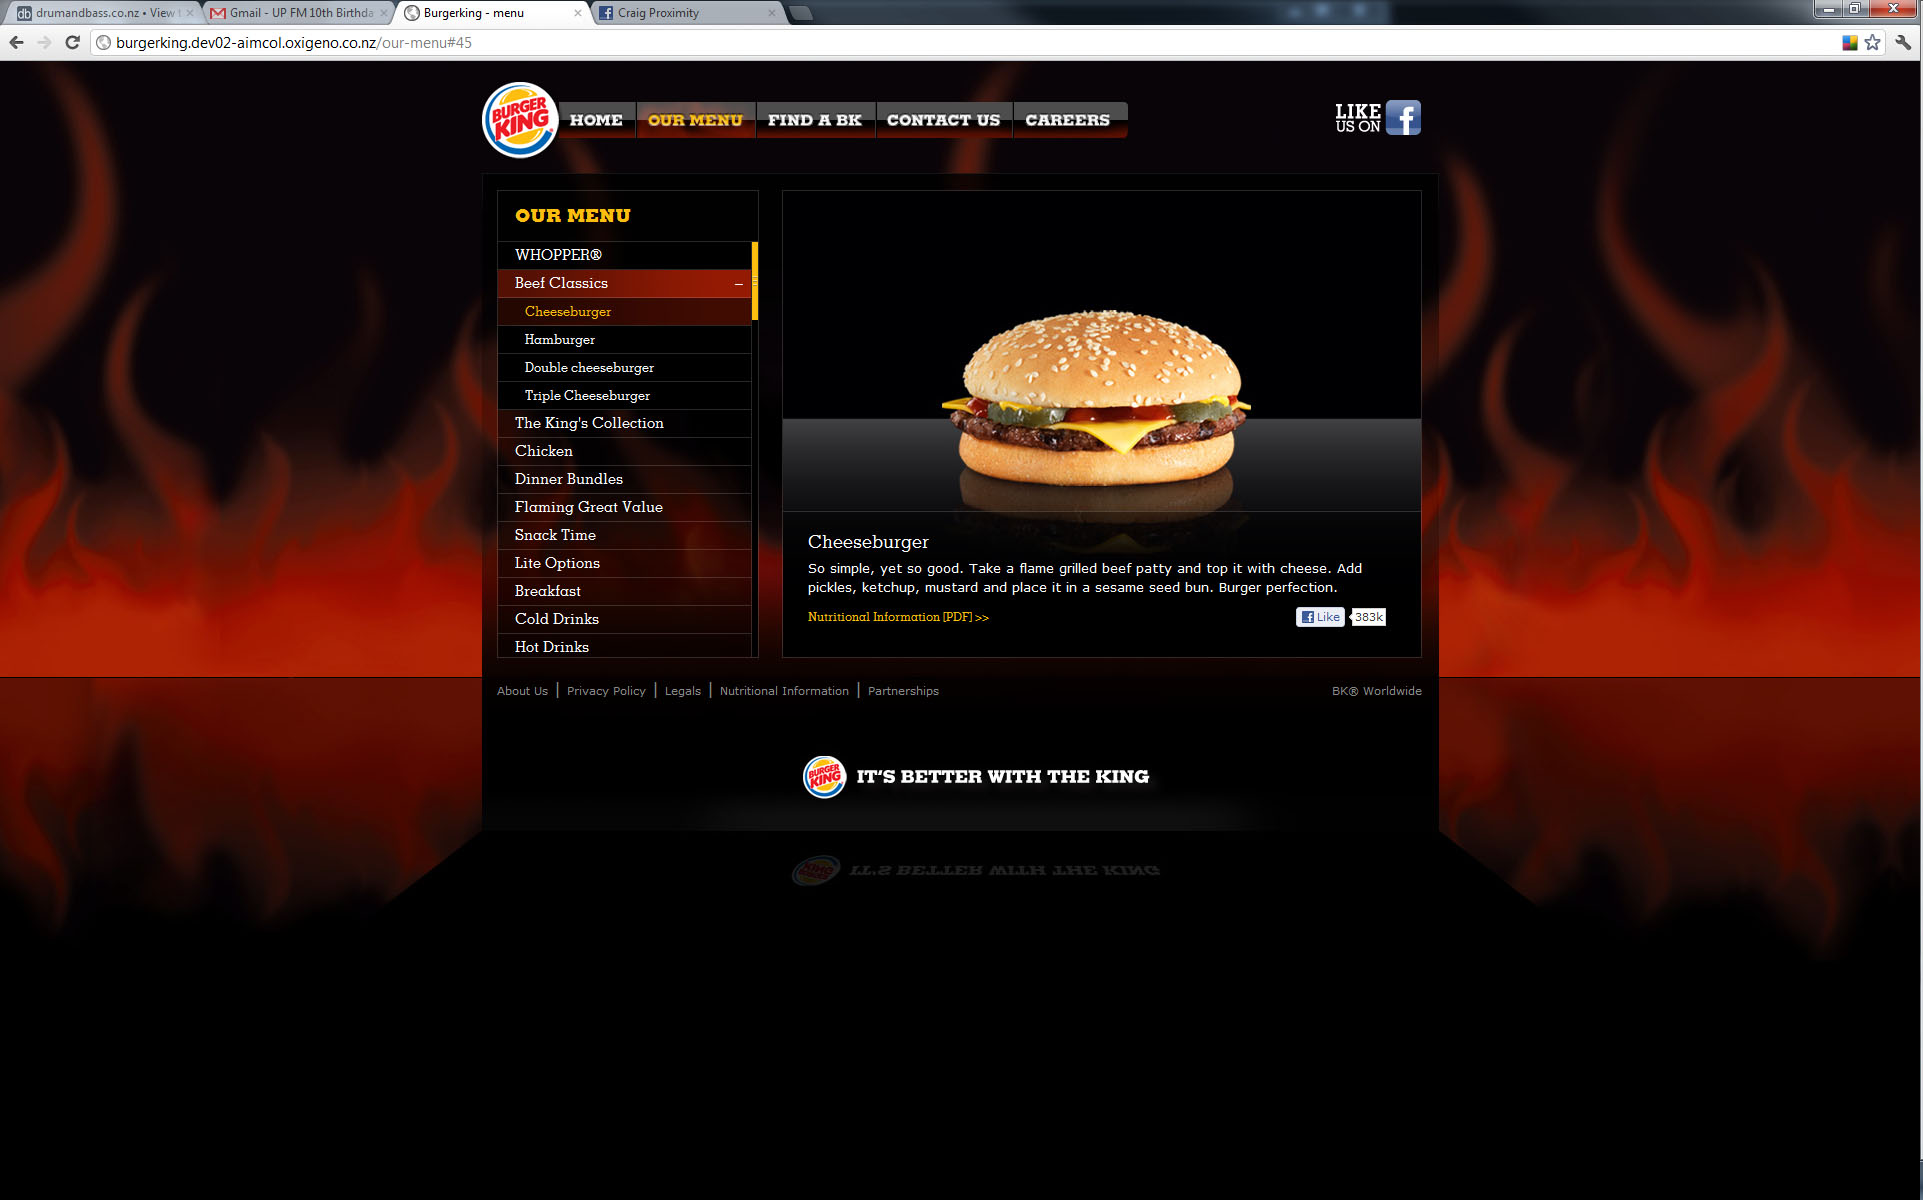 drumandbass.co.nz • View t
Gmail - UP FM 10th Birthda
Burgerking - menu
Craig Proximity
burgerking.dev02-aimcol.oxigeno.co.nz/our-menu#45
BURGER KING
HOME
OUR MENU
FIND A BK
CONTACT US
CAREERS
LIKE
US ON
OUR MENU
WHOPPER®
Beef Classics
Cheeseburger
Hamburger
Double cheeseburger
Triple Cheeseburger
The King's Collection
Chicken
Dinner Bundles
Flaming Great Value
Snack Time
Lite Options
Breakfast
Cold Drinks
Hot Drinks
Cheeseburger
So simple, yet so good. Take a flame grilled beef patty and top it with cheese. Add
pickles, ketchup, mustard and place it in a sesame seed bun. Burger perfection.
Nutritional Information [PDF] >>
Like
383k
About Us | Privacy Policy | Legals | Nutritional Information | Partnerships
BK® Worldwide
BURGER KING
IT'S BETTER WITH THE KING